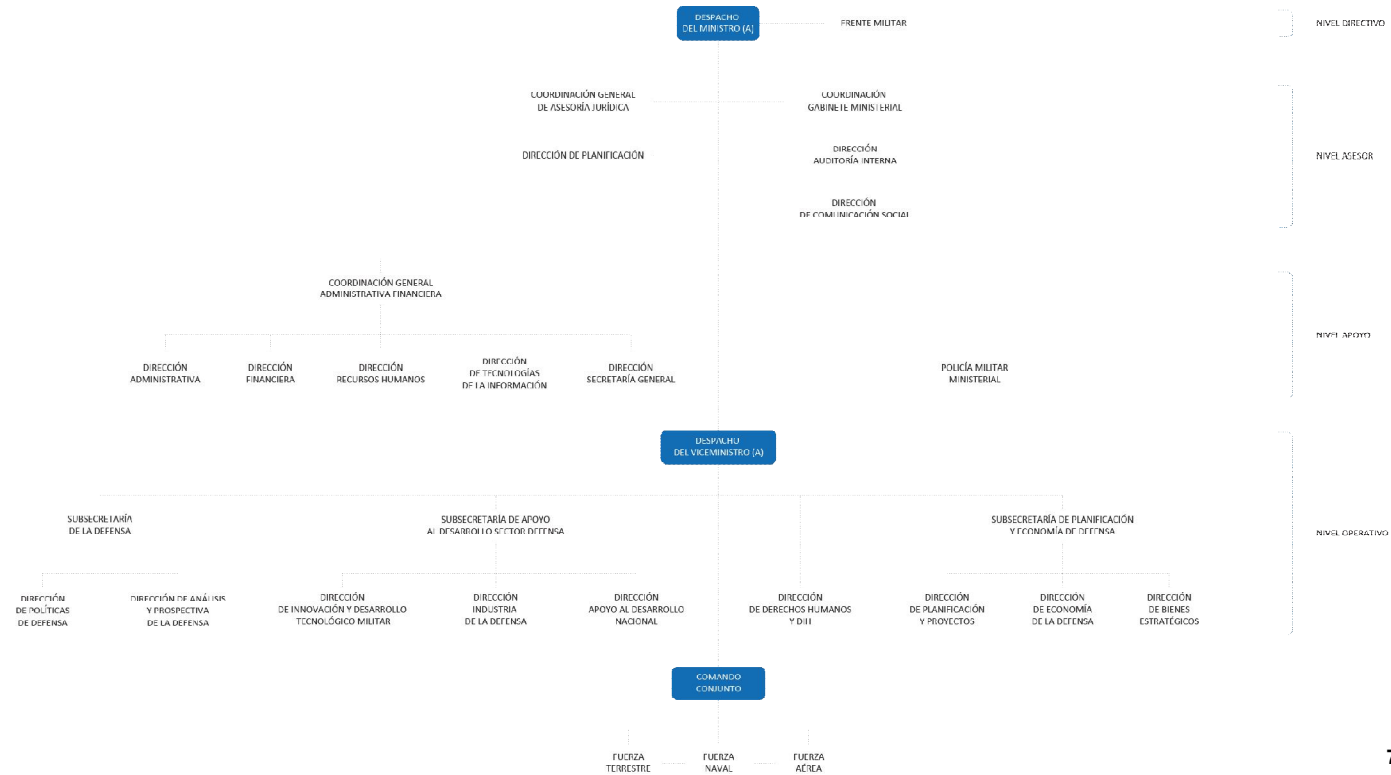 DESPACHO
DEL MINISTRO (A)
FRENTE MILITAR
NIVEL DIRECTIVO
COORDINACIÓN GENERAL
DE ASESORÍA JURÍDICA
COORDINACIÓN
GABINETE MINISTERIAL
DIRECCIÓN DE PLANIFICACIÓN
DIRECCIÓN
AUDITORÍA INTERNA
NIVEL ASESOR
DIRECCIÓN
DE COMUNICACIÓN SOCIAL
COORDINACIÓN GENERAL
ADMINISTRATIVA FINANCIERA
NIVEL APOYO
DIRECCIÓN
ADMINISTRATIVA
DIRECCIÓN
FINANCIERA
DIRECCIÓN
RECURSOS HUMANOS
DIRECCIÓN
DE TECNOLOGÍAS
DE LA INFORMACIÓN
DIRECCIÓN
SECRETARÍA GENERAL
POLICÍA MILITAR
MINISTERIAL
DESPACHO
DEL VICEMINISTRO (A)
SUBSECRETARÍA
DE LA DEFENSA
SUBSECRETARÍA DE APOYO
AL DESARROLLO SECTOR DEFENSA
SUBSECRETARÍA DE PLANIFICACIÓN
Y ECONOMÍA DE DEFENSA
NIVEL OPERATIVO
DIRECCIÓN
DE POLÍTICAS
DE DEFENSA
DIRECCIÓN DE ANÁLISIS
Y PROSPECTIVA
DE LA DEFENSA
DIRECCIÓN
DE INNOVACIÓN Y DESARROLLO
TECNOLÓGICO MILITAR
DIRECCIÓN
INDUSTRIA
DE LA DEFENSA
DIRECCIÓN
APOYO AL DESARROLLO
NACIONAL
DIRECCIÓN
DE DERECHOS HUMANOS
Y DIH
DIRECCIÓN
DE PLANIFICACIÓN
Y PROYECTOS
DIRECCIÓN
DE ECONOMÍA
DE LA DEFENSA
DIRECCIÓN
DE BIENES
ESTRATÉGICOS
COMANDO
CONJUNTO
FUERZA
TERRESTRE
FUERZA
NAVAL
FUERZA
AÉREA